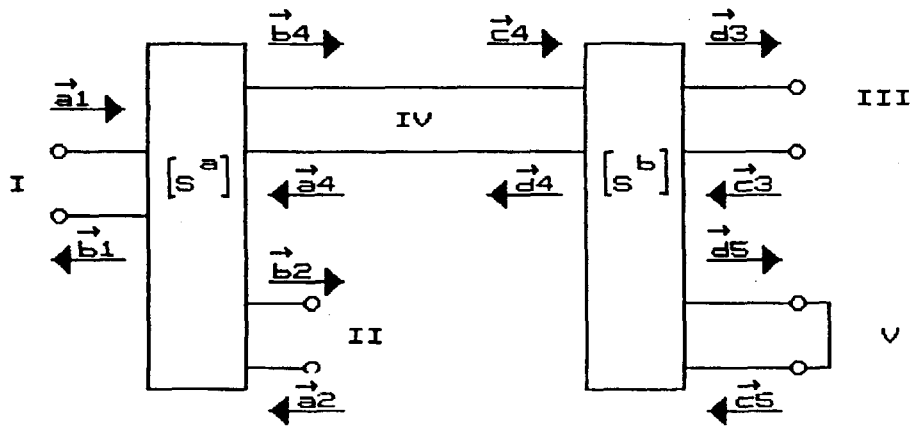 b4 c4 d3
a1
III
IV
[S^a] a4 d4 [S^b] c3
I
b1 b2 d5
II V
a2 c5